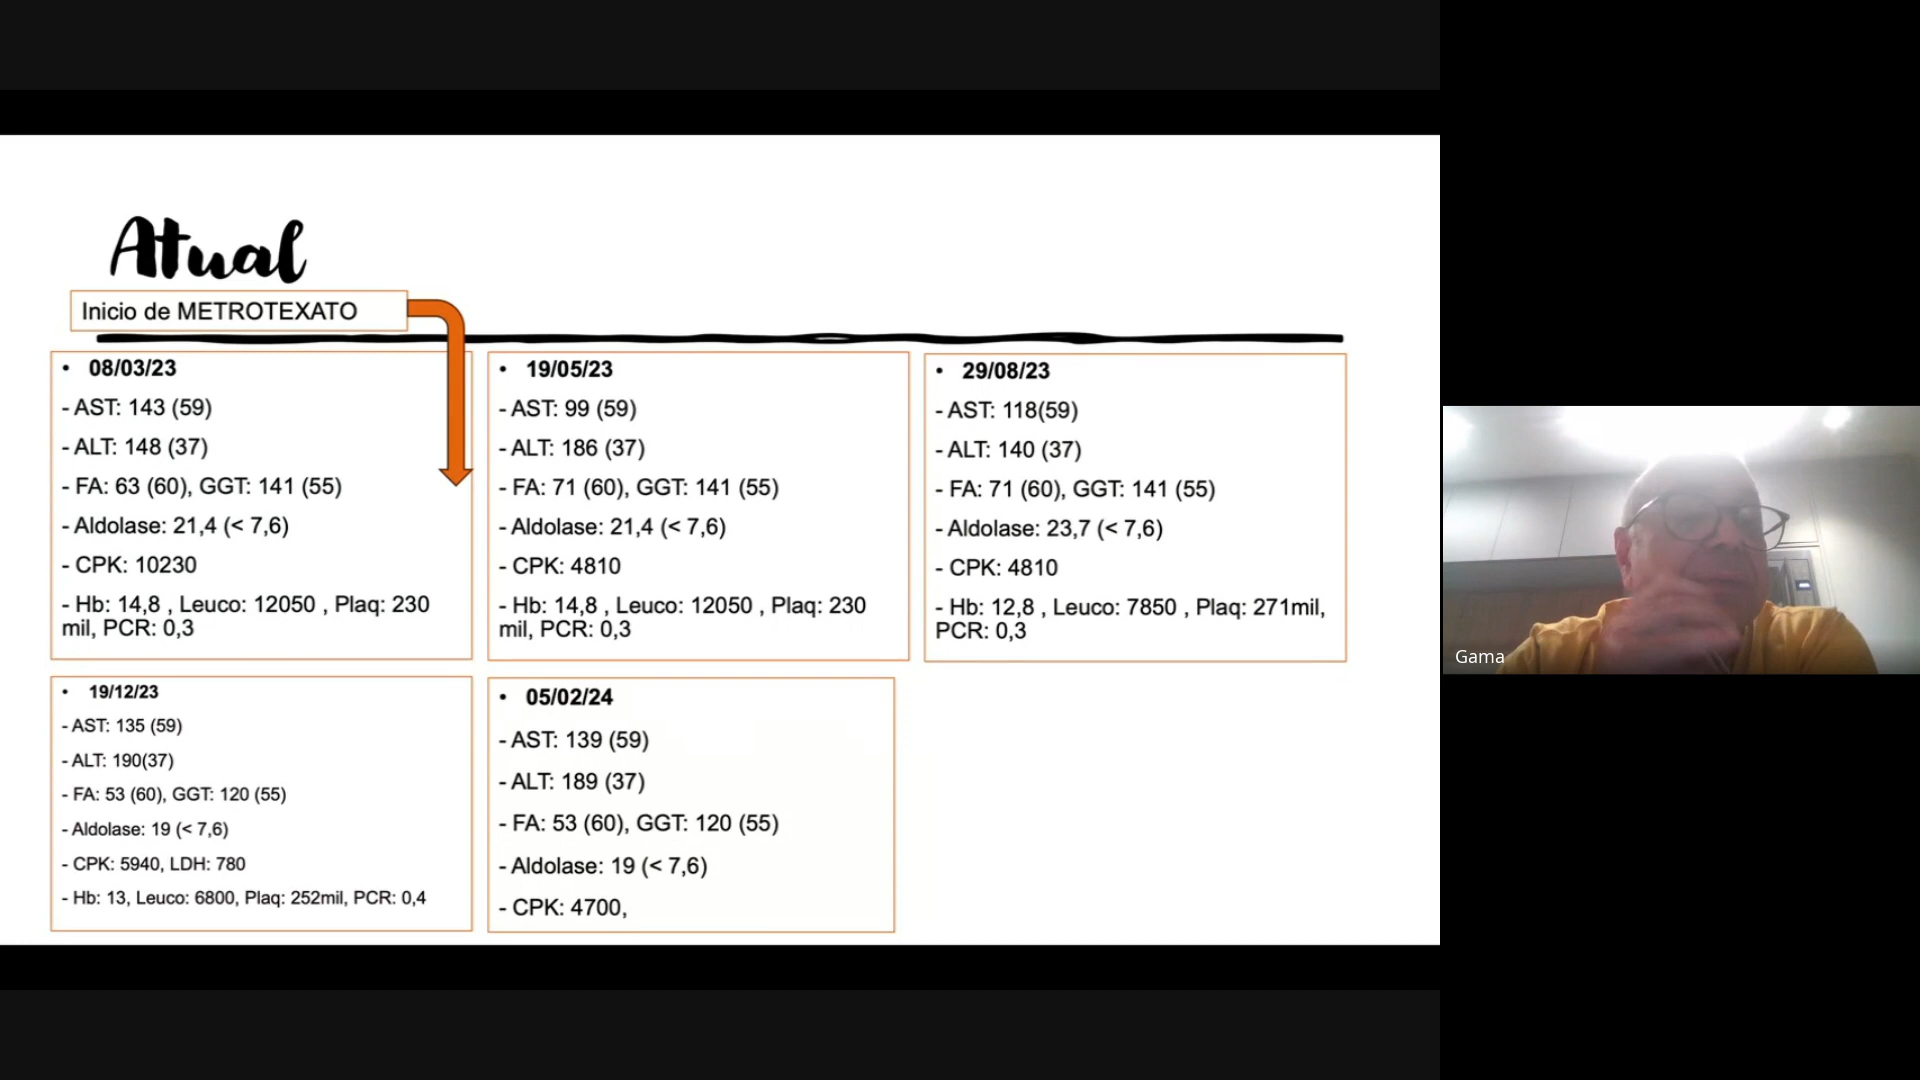 Atual
Inicio de METROTEXATO
• 08/03/23
- AST: 143 (59)
- ALT: 148 (37)
- FA: 63 (60), GGT: 141 (55)
- Aldolase: 21,4 (< 7,6)
- CPK: 10230
- Hb: 14,8 , Leuco: 12050 , Plaq: 230
mil, PCR: 0,3
• 19/05/23
- AST: 99 (59)
- ALT: 186 (37)
- FA: 71 (60), GGT: 141 (55)
- Aldolase: 21,4 (< 7,6)
- CPK: 4810
- Hb: 14,8 , Leuco: 12050 , Plaq: 230
mil, PCR: 0,3
• 29/08/23
- AST: 118(59)
- ALT: 140 (37)
- FA: 71 (60), GGT: 141 (55)
- Aldolase: 23,7 (< 7,6)
- CPK: 4810
- Hb: 12,8 , Leuco: 7850 , Plaq: 271mil,
PCR: 0,3
• 19/12/23
- AST: 135 (59)
- ALT: 190(37)
- FA: 53 (60), GGT: 120 (55)
- Aldolase: 19 (< 7,6)
- CPK: 5940, LDH: 780
- Hb: 13, Leuco: 6800, Plaq: 252mil, PCR: 0,4
• 05/02/24
- AST: 139 (59)
- ALT: 189 (37)
- FA: 53 (60), GGT: 120 (55)
- Aldolase: 19 (< 7,6)
- CPK: 4700,
Gama